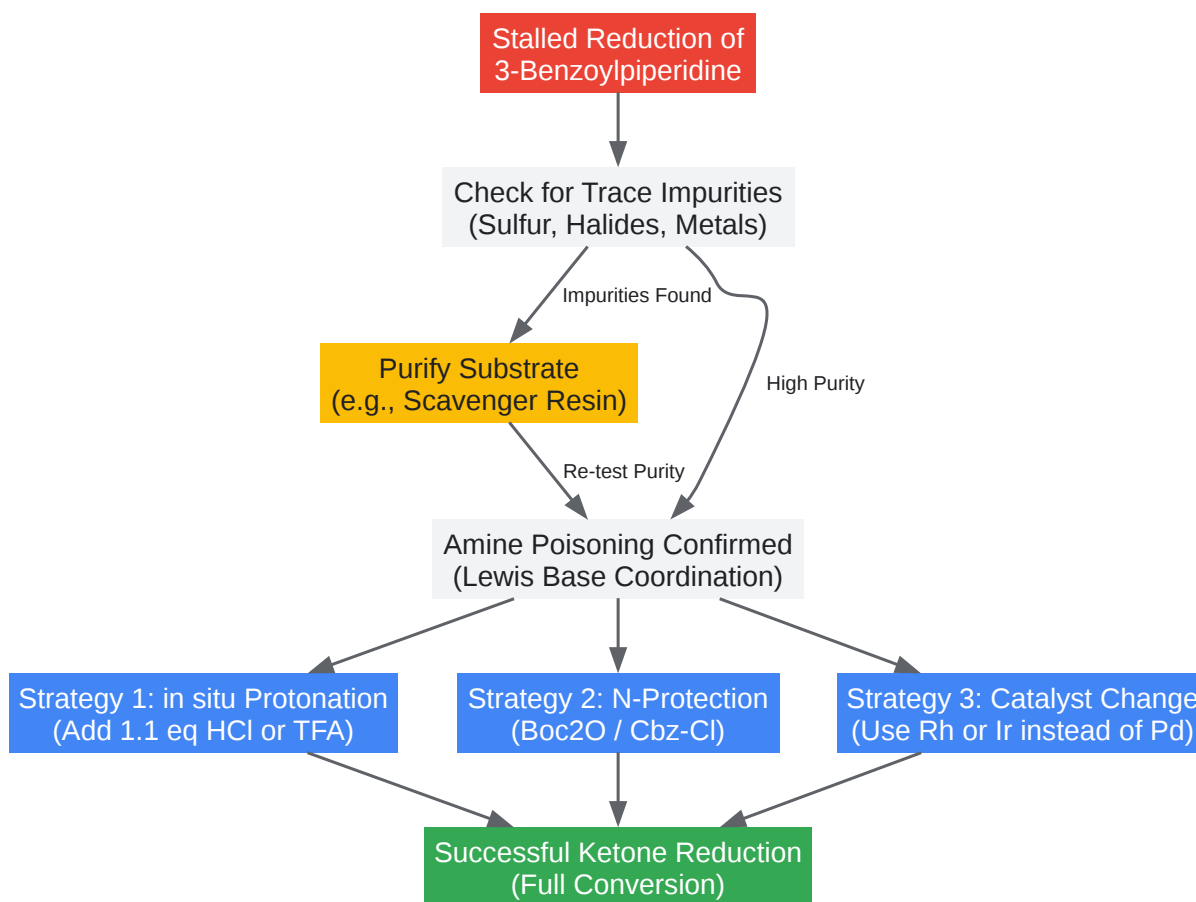 Stalled Reduction of
3-Benzoylpiperidine
Check for Trace Impurities
(Sulfur, Halides, Metals)
Impurities Found
Purify Substrate
(e.g., Scavenger Resin)
High Purity
Re-test Purity
Amine Poisoning Confirmed
(Lewis Base Coordination)
Strategy 1: in situ Protonation
(Add 1.1 eq HCl or TFA)
Strategy 2: N-Protection
(Boc2O / Cbz-Cl)
Strategy 3: Catalyst Change
(Use Rh or Ir instead of Pd)
Successful Ketone Reduction
(Full Conversion)